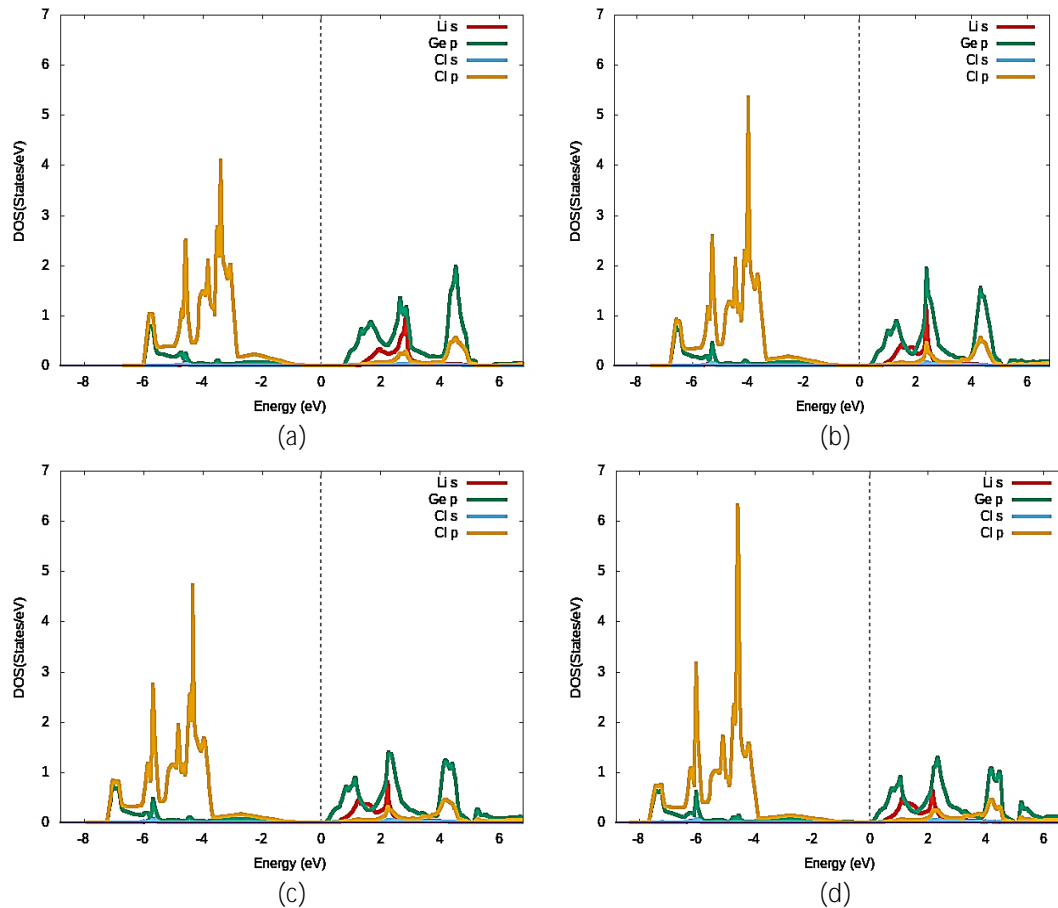 7
6
5
4
3
2
1
0
DOS(States/eV)
Li s
Ge p
Cl s
Cl p
-8 -6 -4 -2 0 2 4 6
Energy (eV)
(a)
7
6
5
4
3
2
1
0
DOS(States/eV)
Li s
Ge p
Cl s
Cl p
-8 -6 -4 -2 0 2 4 6
Energy (eV)
(b)
7
6
5
4
3
2
1
0
DOS(States/eV)
Li s
Ge p
Cl s
Cl p
-8 -6 -4 -2 0 2 4 6
Energy (eV)
(c)
7
6
5
4
3
2
1
0
DOS(States/eV)
Li s
Ge p
Cl s
Cl p
-8 -6 -4 -2 0 2 4 6
Energy (eV)
(d)